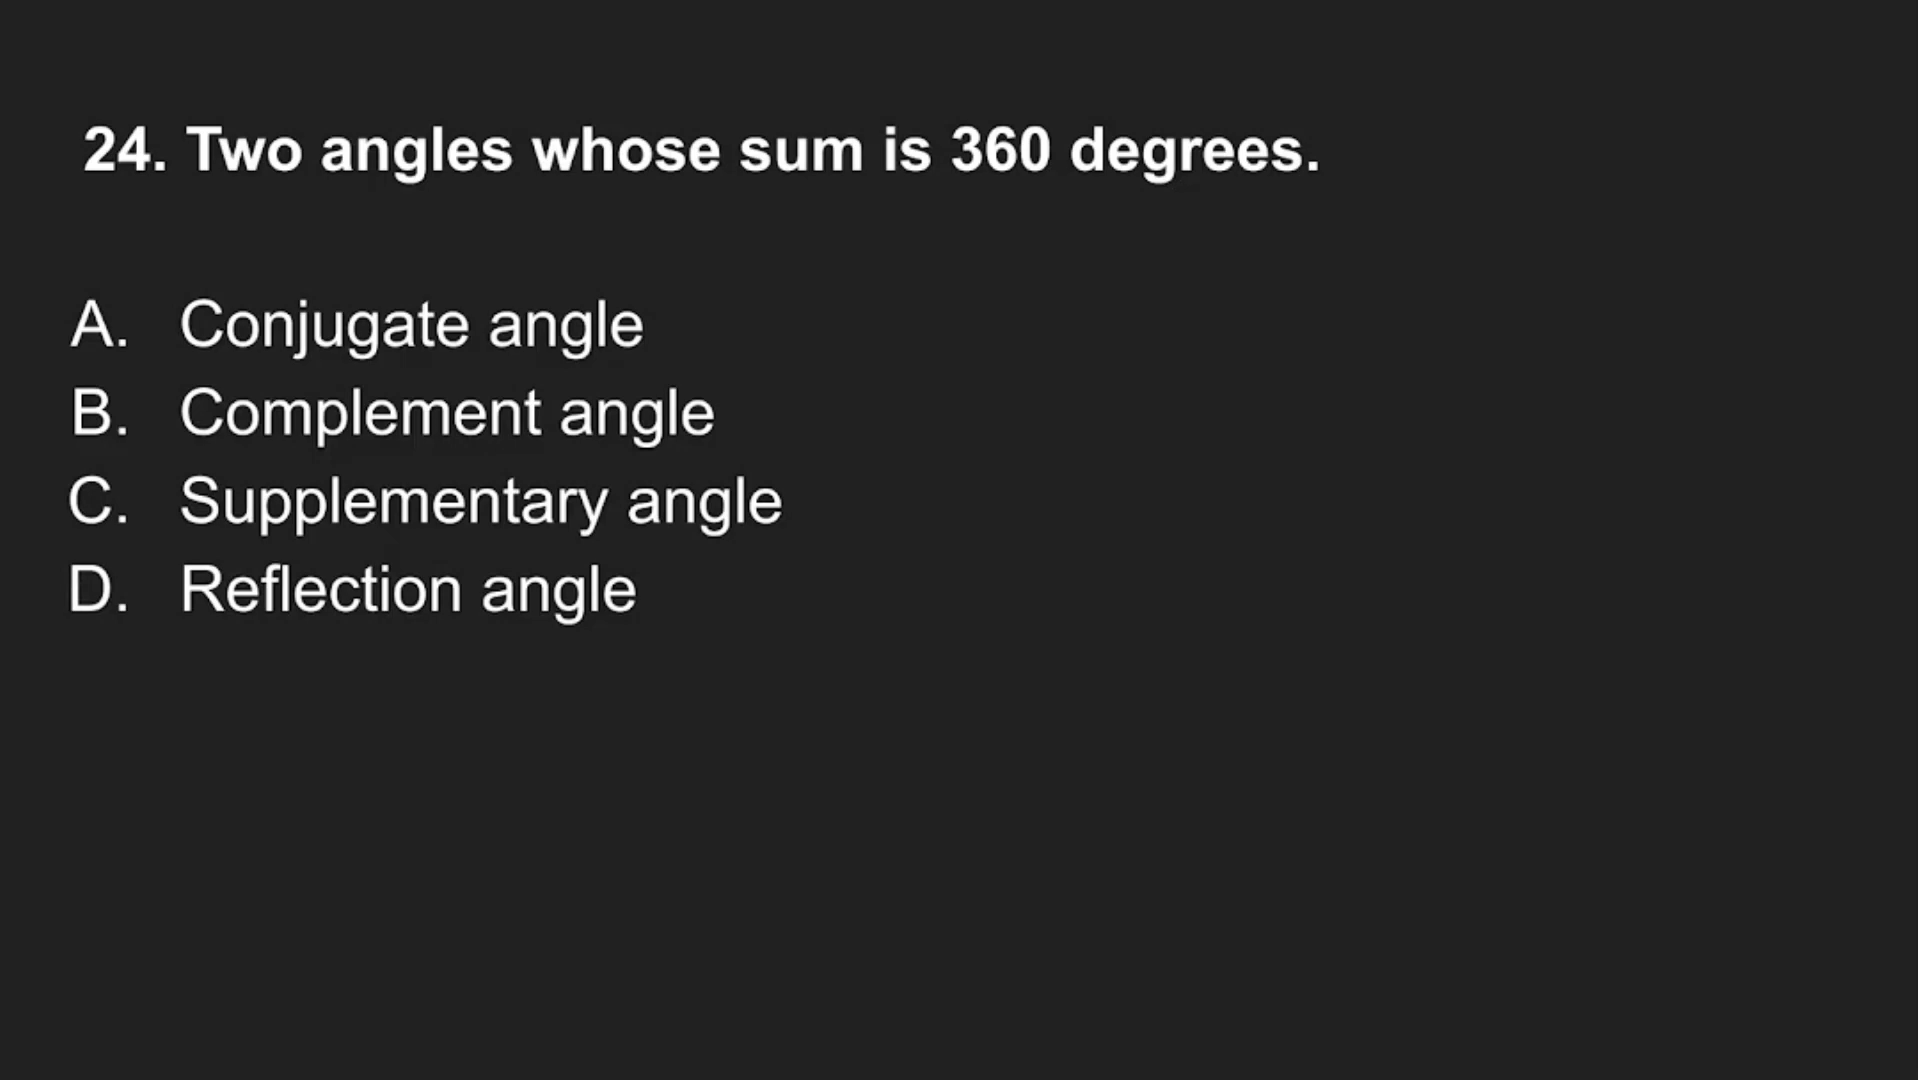 24. Two angles whose sum is 360 degrees.
A. Conjugate angle
B. Complement angle
C. Supplementary angle
D. Reflection angle